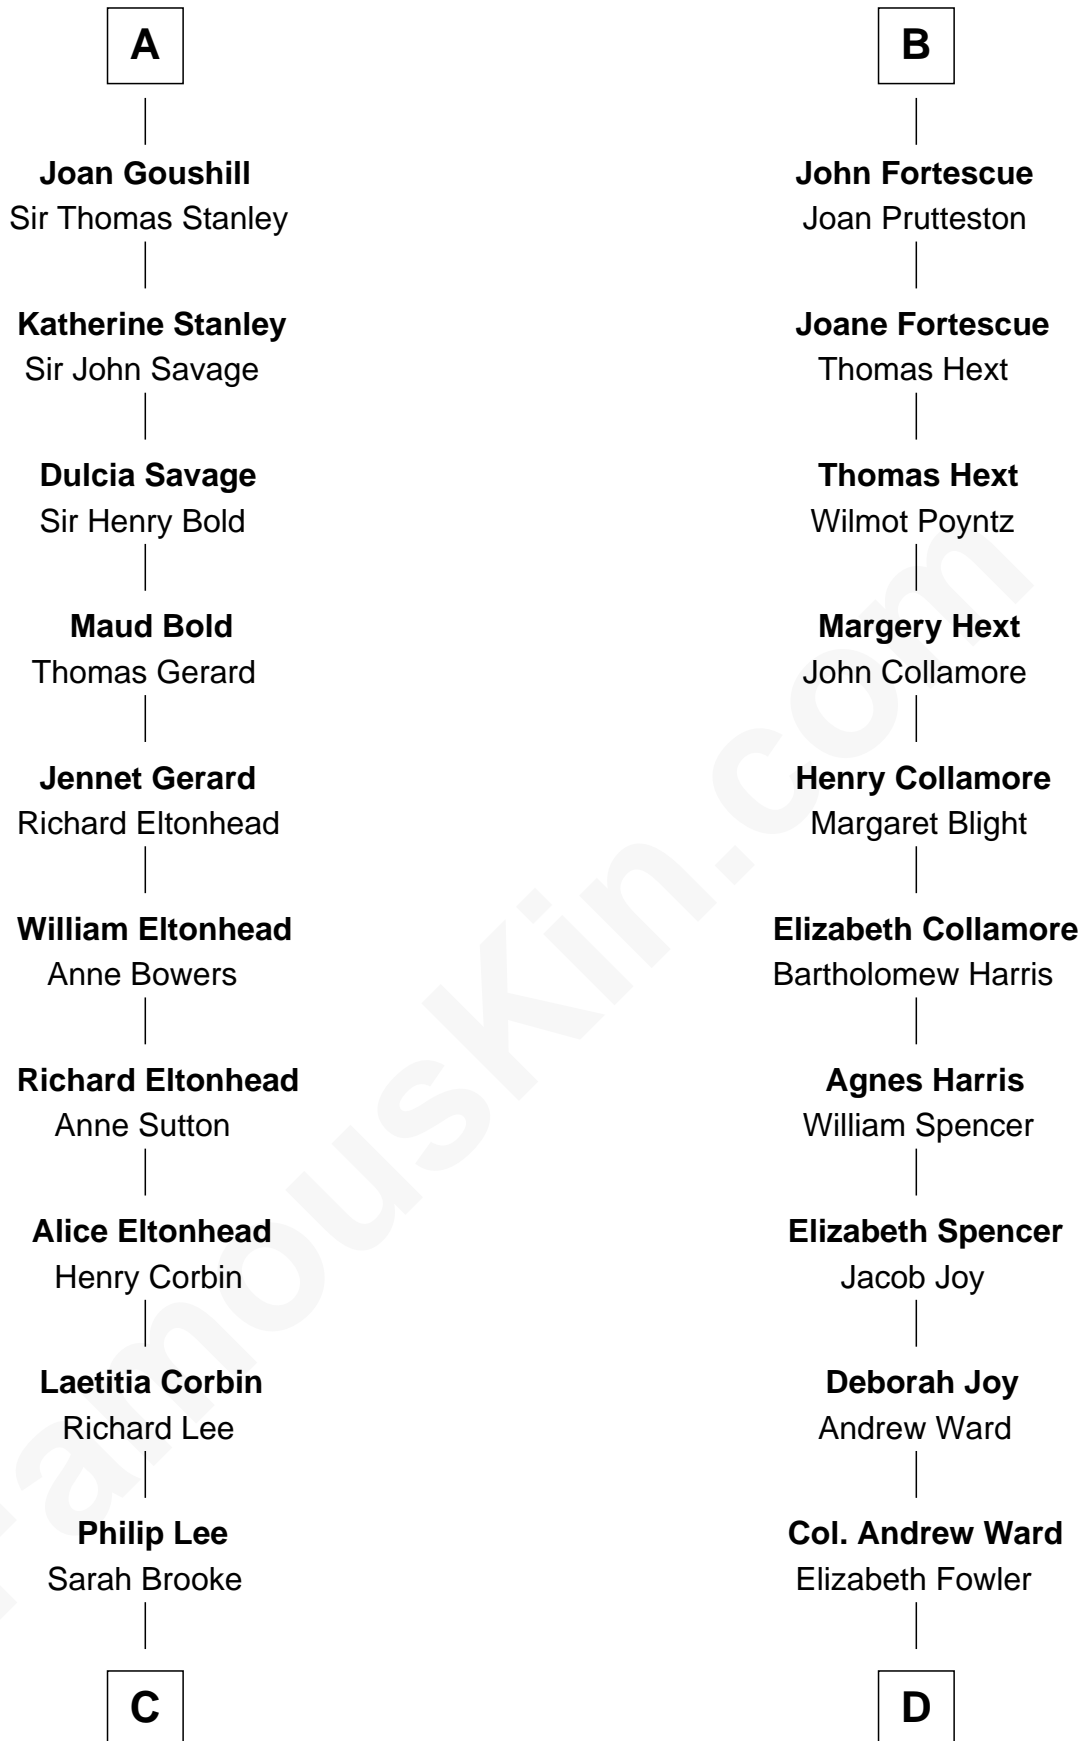 A
Joan Goushill
Sir Thomas Stanley
Katherine Stanley
Sir John Savage
Dulcia Savage
Sir Henry Bold
Maud Bold
Thomas Gerard
Jennet Gerard
Richard Eltonhead
William Eltonhead
Anne Bowers
Richard Eltonhead
Anne Sutton
Alice Eltonhead
Henry Corbin
Laetitia Corbin
Richard Lee
Philip Lee
Sarah Brooke
C
B
John Fortescue
Joan Prutteston
Joane Fortescue
Thomas Hext
Thomas Hext
Wilmot Poyntz
Margery Hext
John Collamore
Henry Collamore
Margaret Blight
Elizabeth Collamore
Bartholomew Harris
Agnes Harris
William Spencer
Elizabeth Spencer
Jacob Joy
Deborah Joy
Andrew Ward
Col. Andrew Ward
Elizabeth Fowler
D
FamousKin.com